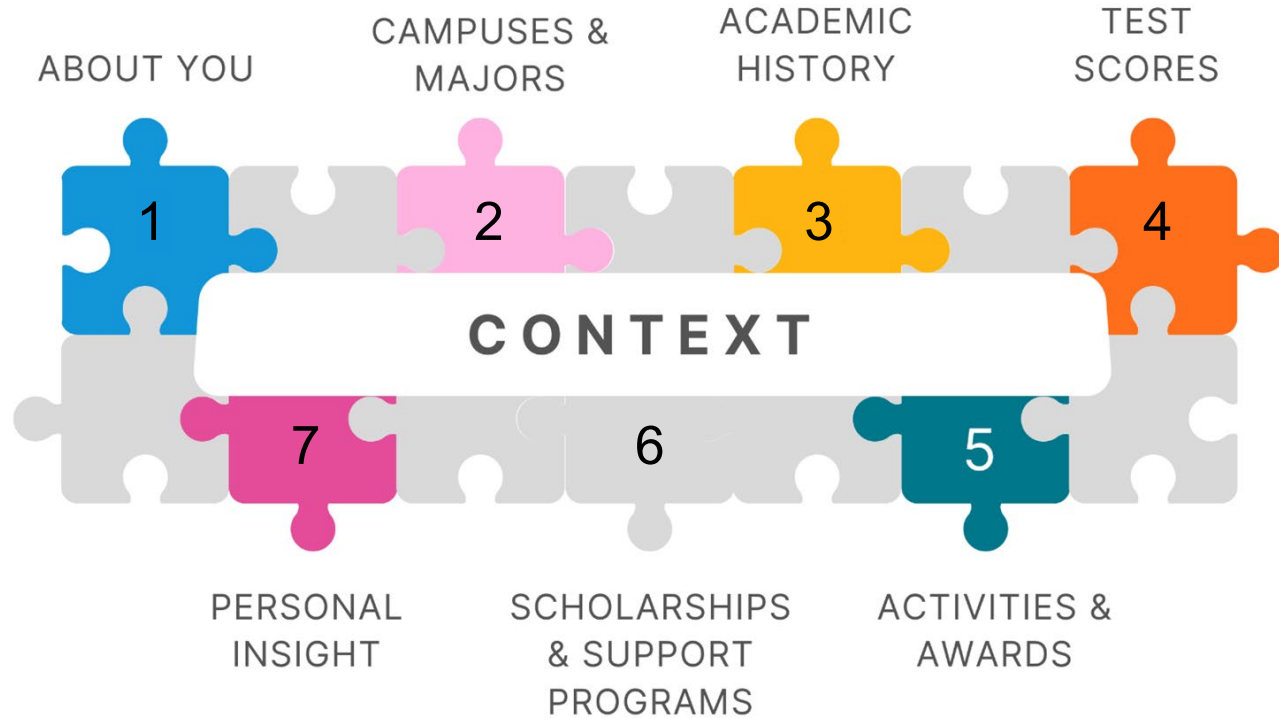 ABOUT YOU
CAMPUSES &
MAJORS
ACADEMIC
HISTORY
TEST
SCORES
1
2
3
4
CONTEXT
7
6
5
PERSONAL
INSIGHT
SCHOLARSHIPS
& SUPPORT
PROGRAMS
ACTIVITIES &
AWARDS